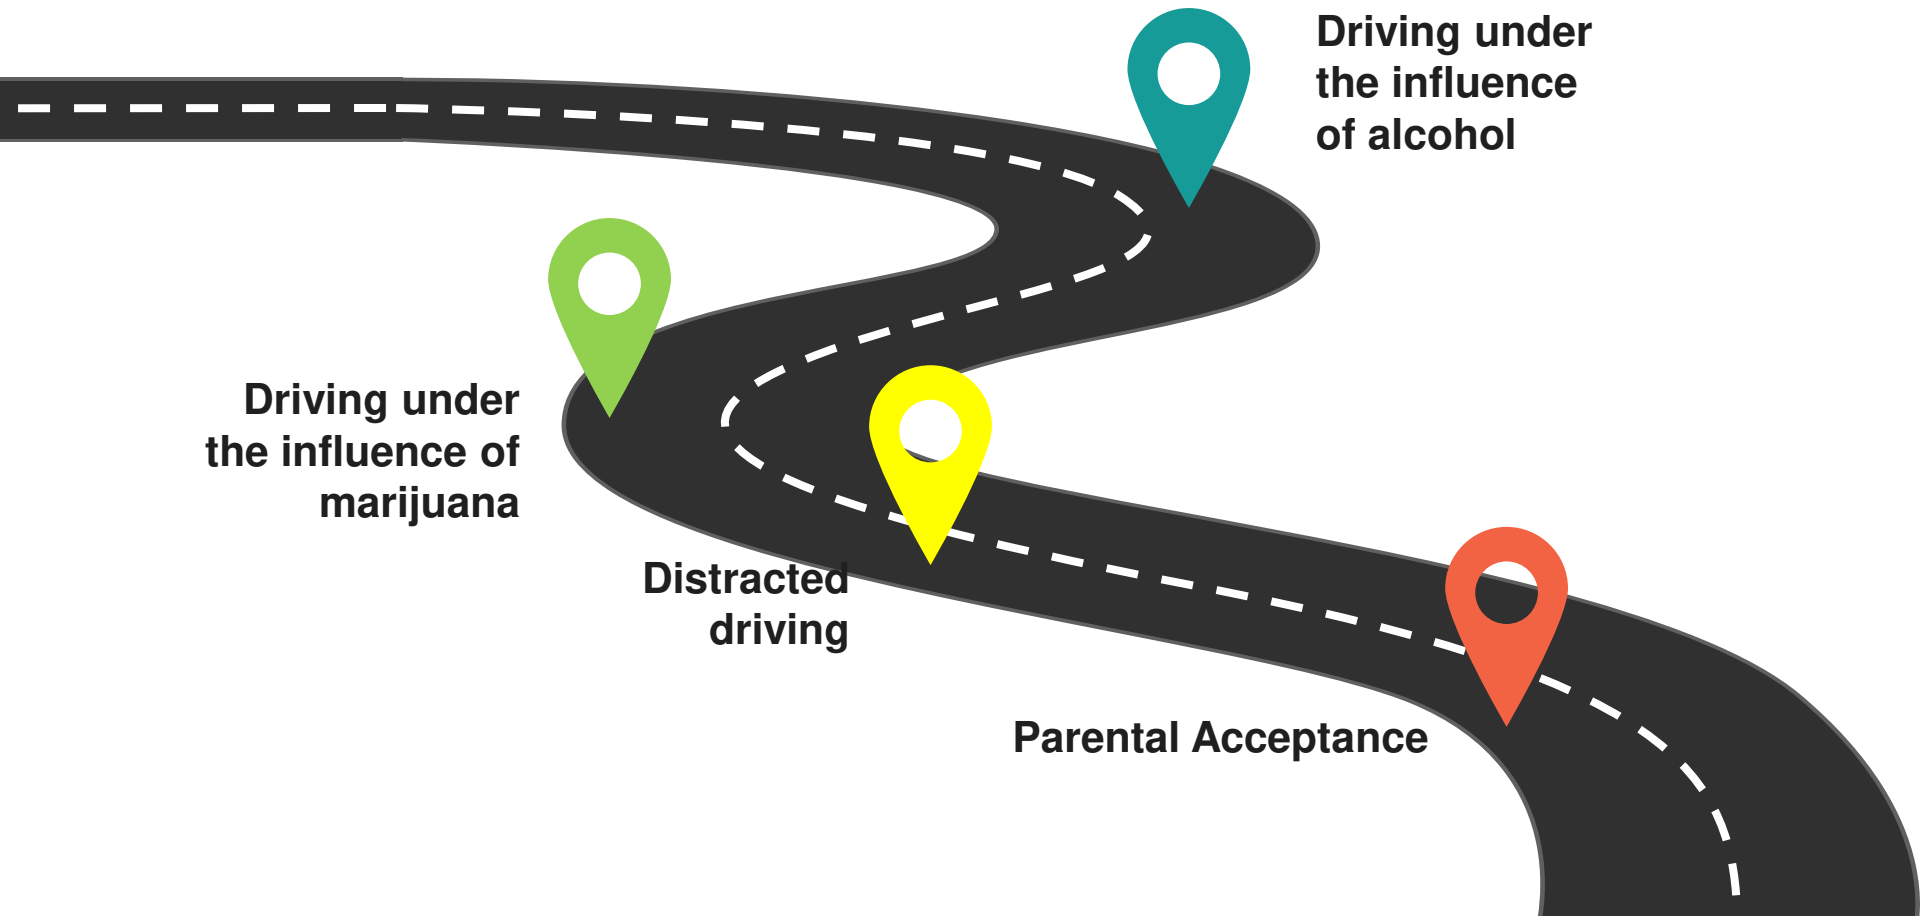 Driving under
the influence
of alcohol
Driving under
the influence of
marijuana
Distracted
driving
Parental Acceptance